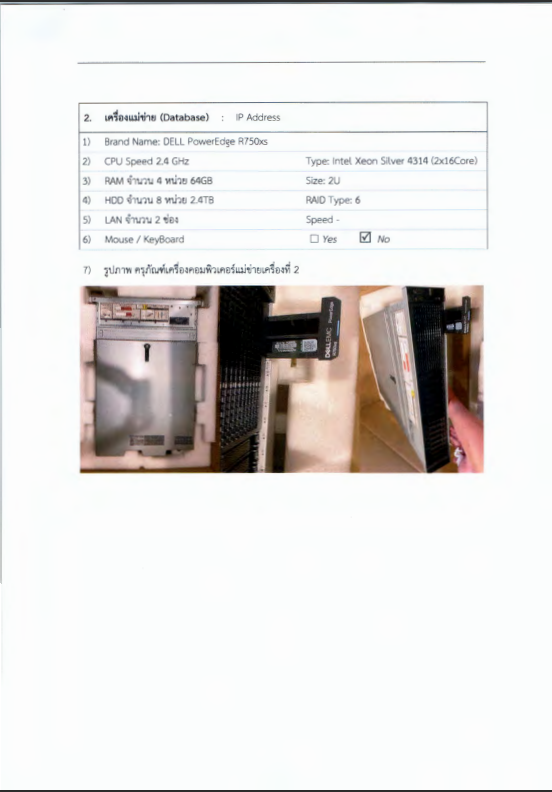 2. เครื่องแม่ข่าย (Database) : IP Address
1) Brand Name: DELL PowerEdge R750xs
2) CPU Speed 2.4 GHz Type: Intel Xeon Silver 4314 (2x16Core)
3) RAM จำนวน 4 หน่วย 64GB Size: 2U
4) HDD จำนวน 8 หน่วย 2.4TB RAID Type: 6
5) LAN จำนวน 2 ช่อง Speed -
6) Mouse / KeyBoard ☐ Yes ☑ No
7) รูปภาพ ครุภัณฑ์เครื่องคอมพิวเตอร์แม่ข่ายเครื่องที่ 2
DELLEMC PowerEdge